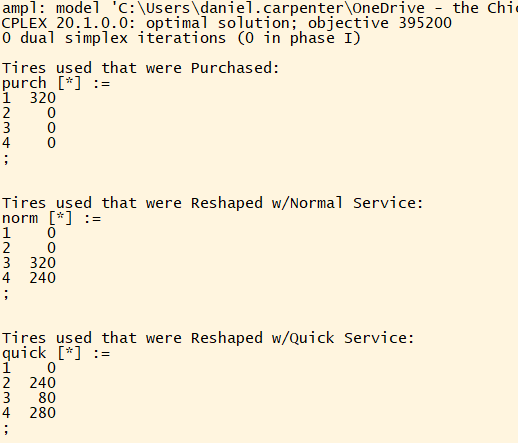 ampl: model 'C:\Users\daniel.carpenter\OneDrive - the Chi
CPLEX 20.1.0.0: optimal solution; objective 395200
0 dual simplex iterations (0 in phase I)
Tires used that were Purchased:
purch [*] :=
1  320
2    0
3    0
4    0
;
Tires used that were Reshaped w/Normal Service:
norm [*] :=
1    0
2    0
3  320
4  240
;
Tires used that were Reshaped w/Quick Service:
quick [*] :=
1    0
2  240
3   80
4  280
;